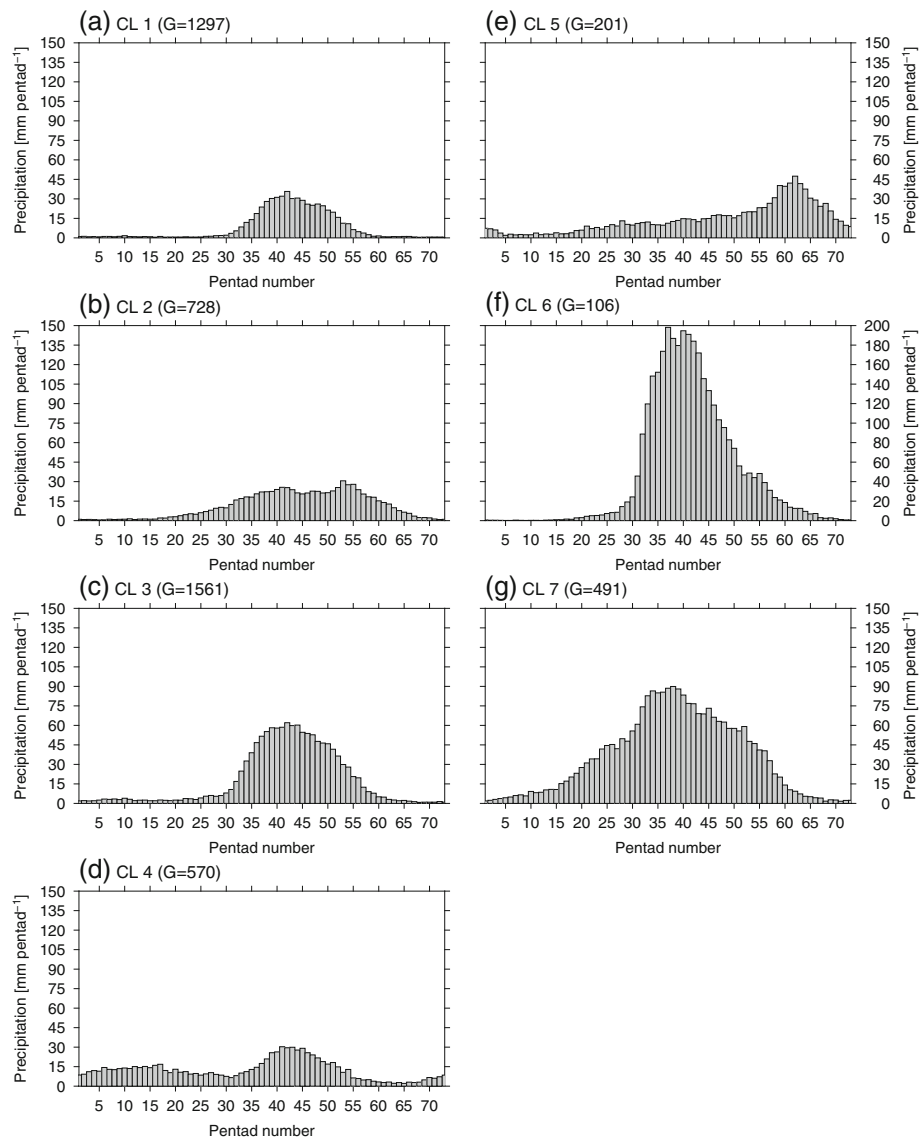 (a) CL 1 (G=1297)
150
135
120
105
90
75
60
45
30
15
0
Precipitation [mm pentad⁻¹]
5 10 15 20 25 30 35 40 45 50 55 60 65 70
Pentad number
(b) CL 2 (G=728)
150
135
120
105
90
75
60
45
30
15
0
Precipitation [mm pentad⁻¹]
5 10 15 20 25 30 35 40 45 50 55 60 65 70
Pentad number
(c) CL 3 (G=1561)
150
135
120
105
90
75
60
45
30
15
0
Precipitation [mm pentad⁻¹]
5 10 15 20 25 30 35 40 45 50 55 60 65 70
Pentad number
(d) CL 4 (G=570)
150
135
120
105
90
75
60
45
30
15
0
Precipitation [mm pentad⁻¹]
5 10 15 20 25 30 35 40 45 50 55 60 65 70
Pentad number
(e) CL 5 (G=201)
150
135
120
105
90
75
60
45
30
15
0
Precipitation [mm pentad⁻¹]
5 10 15 20 25 30 35 40 45 50 55 60 65 70
Pentad number
(f) CL 6 (G=106)
200
180
160
140
120
100
80
60
40
20
0
Precipitation [mm pentad⁻¹]
5 10 15 20 25 30 35 40 45 50 55 60 65 70
Pentad number
(g) CL 7 (G=491)
150
135
120
105
90
75
60
45
30
15
0
Precipitation [mm pentad⁻¹]
5 10 15 20 25 30 35 40 45 50 55 60 65 70
Pentad number